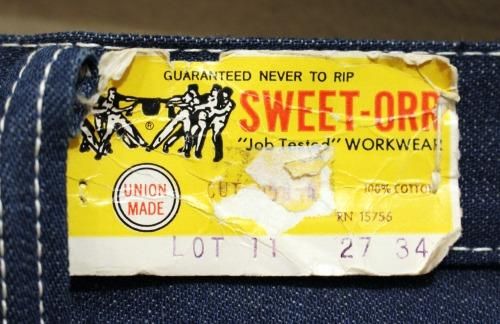 GUARANTEED NEVER TO RIP
SWEET-ORR
®
"Job Tested" WORKWEAR
UNION MADE
CUT
100% COTTON
RN 15756
LOT 11 27 34